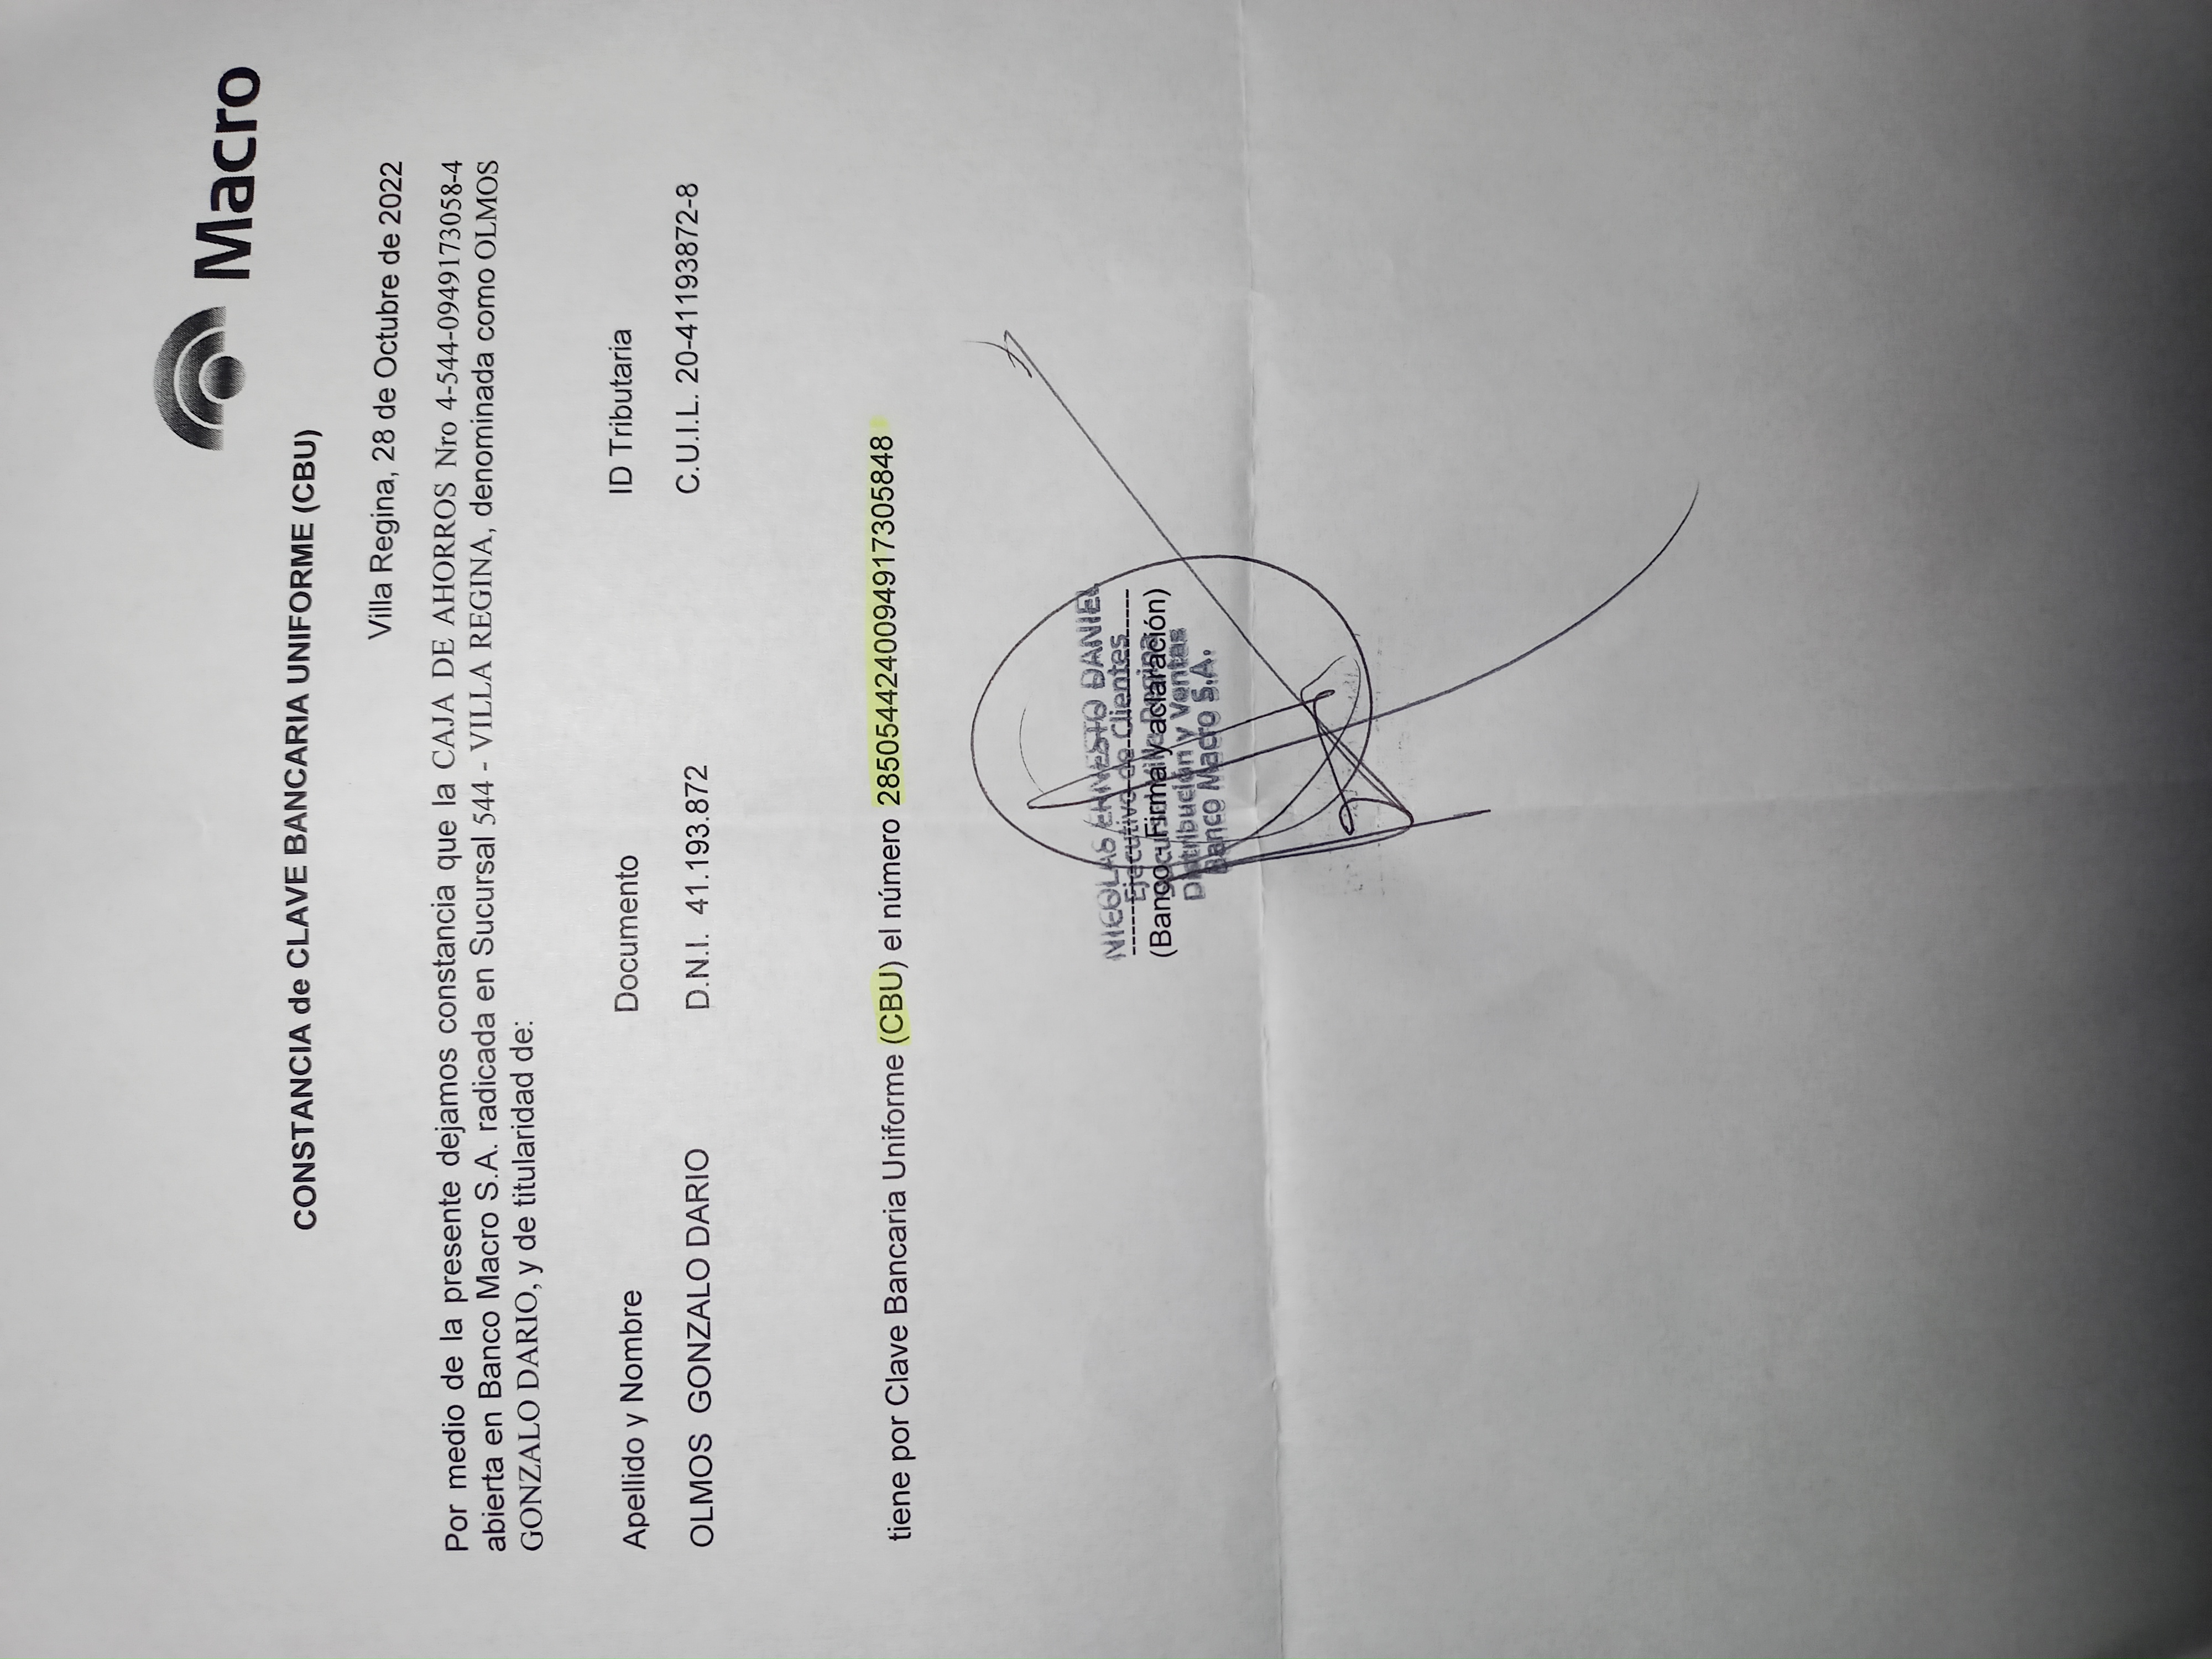 Macro
CONSTANCIA de CLAVE BANCARIA UNIFORME (CBU)
Villa Regina, 28 de Octubre de 2022
Por medio de la presente dejamos constancia que la CAJA DE AHORROS Nro 4-544-0949173058-4
abierta en Banco Macro S.A. radicada en Sucursal 544 - VILLA REGINA, denominada como OLMOS
GONZALO DARIO, y de titularidad de:
Apellido y Nombre Documento ID Tributaria
OLMOS GONZALO DARIO D.N.I. 41.193.872 C.U.I.L. 20-41193872-8
tiene por Clave Bancaria Uniforme (CBU) el número 2850544240094917305848
NICOLAS ERNESTO DANIEL
Ejecutivo de Clientes
(Banco - Firma y aclaración)
Sucursal Villa Regina
Distribución y Ventas
Banco Macro S.A.